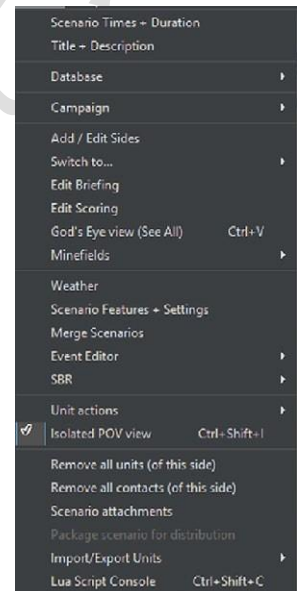 Scenario Times + Duration
Title + Description
Database
Campaign
Add / Edit Sides
Switch to...
Edit Briefing
Edit Scoring
God's Eye view (See All) Ctrl+V
Minefields
Weather
Scenario Features + Settings
Merge Scenarios
Event Editor
SBR
Unit actions
Isolated POV view Ctrl+Shift+I
Remove all units (of this side)
Remove all contacts (of this side)
Scenario attachments
Package scenario for distribution
Import/Export Units
Lua Script Console Ctrl+Shift+C